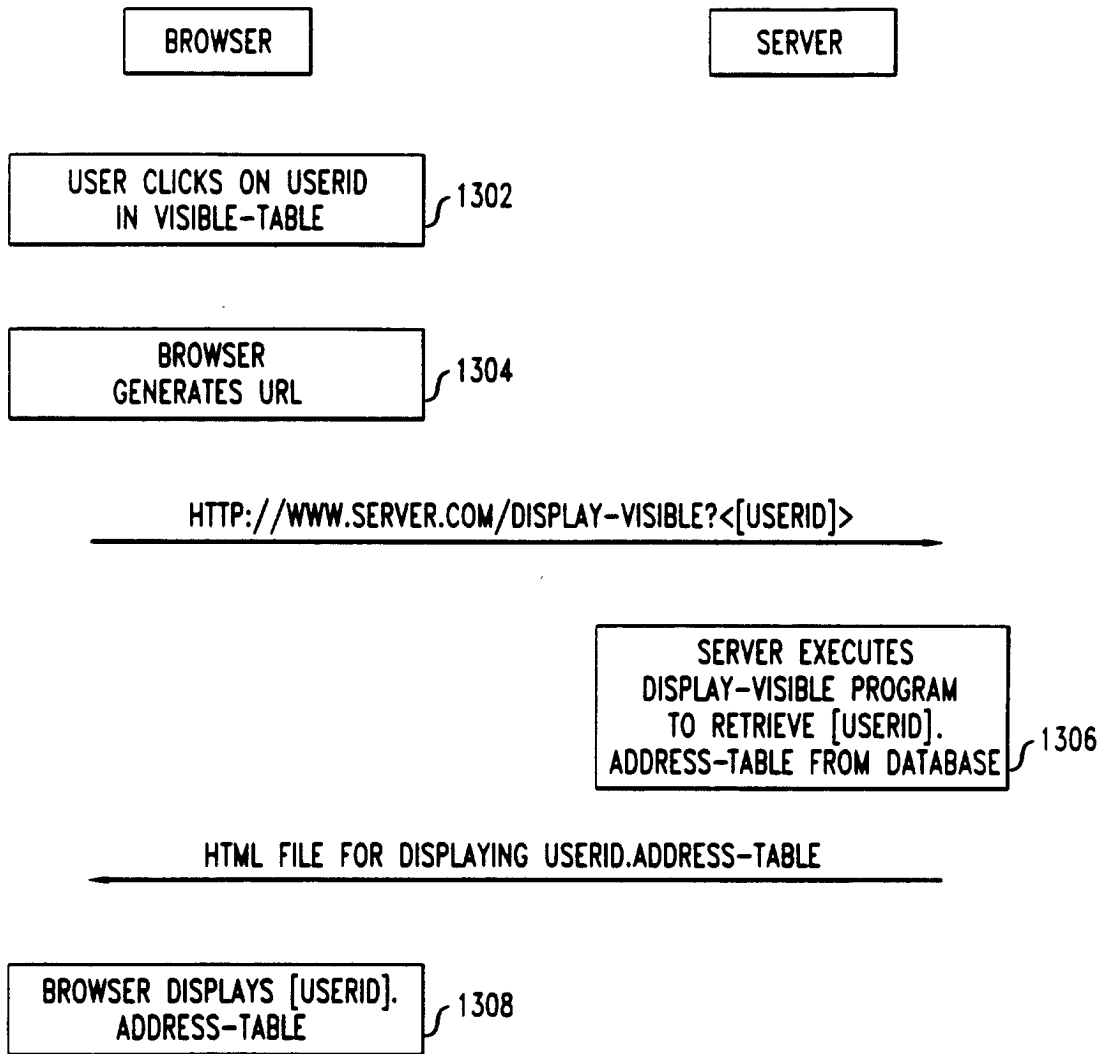 BROWSER
SERVER
USER CLICKS ON USERID
IN VISIBLE-TABLE
1302
BROWSER
GENERATES URL
1304
HTTP://WWW.SERVER.COM/DISPLAY-VISIBLE?<[USERID]>
SERVER EXECUTES
DISPLAY-VISIBLE PROGRAM
TO RETRIEVE [USERID].
ADDRESS-TABLE FROM DATABASE
1306
HTML FILE FOR DISPLAYING USERID.ADDRESS-TABLE
BROWSER DISPLAYS [USERID].
ADDRESS-TABLE
1308